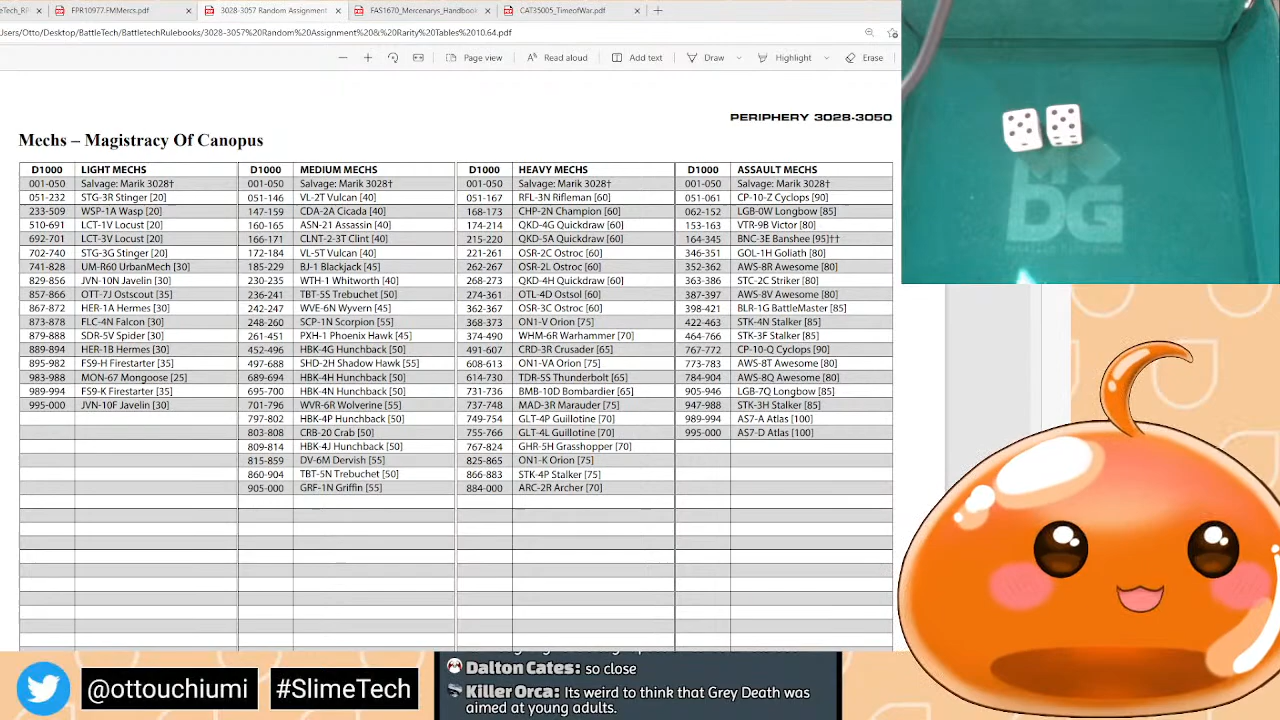 FPR10977.FMMercs.pdf
3028-3057 Random Assignment
FAS1670_Mercenarys_Handbook
CAT35005_TimeofWar.pdf
sers/Otto/Desktop/BattleTech/BattletechRulebooks/3028-3057%20Random%20Assignment%20&%20Rarity%20Tables%2010.64.pdf
Page view
Read aloud
Add text
Draw
Highlight
Erase
PERIPHERY 3028-3050
Mechs – Magistracy Of Canopus
D1000 LIGHT MECHS D1000 MEDIUM MECHS D1000 HEAVY MECHS D1000 ASSAULT MECHS
001-050 Salvage: Marik 3028† 001-050 Salvage: Marik 3028† 001-050 Salvage: Marik 3028† 001-050 Salvage: Marik 3028†
051-232 STG-3R Stinger [20] 051-146 VL-2T Vulcan [40] 051-167 RFL-3N Rifleman [60] 051-061 CP-10-Z Cyclops [90]
233-509 WSP-1A Wasp [20] 147-159 CDA-2A Cicada [40] 168-173 CHP-2N Champion [60] 062-152 LGB-0W Longbow [85]
510-691 LCT-1V Locust [20] 160-165 ASN-21 Assassin [40] 174-214 QKD-4G Quickdraw [60] 153-163 VTR-9B Victor [80]
692-701 LCT-3V Locust [20] 166-171 CLNT-2-3T Clint [40] 215-220 QKD-5A Quickdraw [60] 164-345 BNC-3E Banshee [95]††
702-740 STG-3G Stinger [20] 172-184 VL-5T Vulcan [40] 221-261 OSR-2C Ostroc [60] 346-351 GOL-1H Goliath [80]
741-828 UM-R60 UrbanMech [30] 185-229 BJ-1 Blackjack [45] 262-267 OSR-2L Ostroc [60] 352-362 AWS-8R Awesome [80]
829-856 JVN-10N Javelin [30] 230-235 WTH-1 Whitworth [40] 268-273 QKD-4H Quickdraw [60] 363-386 STC-2C Striker [80]
857-866 OTT-7J Ostscout [35] 236-241 TBT-5S Trebuchet [50] 274-361 OTL-4D Ostsol [60] 387-397 AWS-8V Awesome [80]
867-872 HER-1A Hermes [30] 242-247 WVE-6N Wyvern [45] 362-367 OSR-3C Ostroc [60] 398-421 BLR-1G BattleMaster [85]
873-878 FLC-4N Falcon [30] 248-260 SCP-1N Scorpion [55] 368-373 ON1-V Orion [75] 422-463 STK-4N Stalker [85]
879-888 SDR-5V Spider [30] 261-451 PXH-1 Phoenix Hawk [45] 374-490 WHM-6R Warhammer [70] 464-766 STK-3F Stalker [85]
889-894 HER-1B Hermes [30] 452-496 HBK-4G Hunchback [50] 491-607 CRD-3R Crusader [65] 767-772 CP-10-Q Cyclops [90]
895-982 FS9-H Firestarter [35] 497-688 SHD-2H Shadow Hawk [55] 608-613 ON1-VA Orion [75] 773-783 AWS-8T Awesome [80]
983-988 MON-67 Mongoose [25] 689-694 HBK-4H Hunchback [50] 614-730 TDR-5S Thunderbolt [65] 784-904 AWS-8Q Awesome [80]
989-994 FS9-K Firestarter [35] 695-700 HBK-4N Hunchback [50] 731-736 BMB-10D Bombardier [65] 905-946 LGB-7Q Longbow [85]
995-000 JVN-10F Javelin [30] 701-796 WVR-6R Wolverine [55] 737-748 MAD-3R Marauder [75] 947-988 STK-3H Stalker [85]
797-802 HBK-4P Hunchback [50] 749-754 GLT-4P Guillotine [70] 989-994 AS7-A Atlas [100]
803-808 CRB-20 Crab [50] 755-766 GLT-4L Guillotine [70] 995-000 AS7-D Atlas [100]
809-814 HBK-4J Hunchback [50] 767-824 GHR-5H Grasshopper [70]
815-859 DV-6M Dervish [55] 825-865 ON1-K Orion [75]
860-904 TBT-5N Trebuchet [50] 866-883 STK-4P Stalker [75]
905-000 GRF-1N Griffin [55] 884-000 ARC-2R Archer [70]
DG
@ottouchiumi
#SlimeTech
Dalton Cates: so close
Killer Orca: Its weird to think that Grey Death was
aimed at young adults.